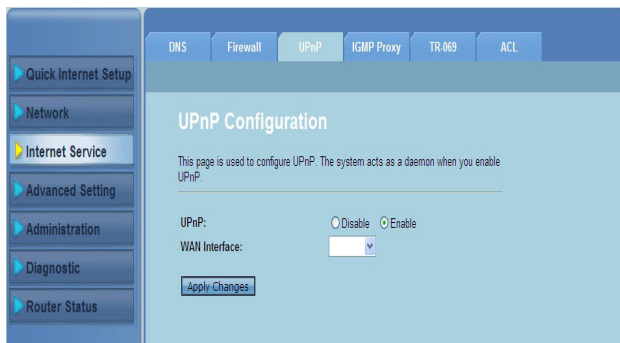 DNS Firewall UPnP IGMP Proxy TR-069 ACL
Quick Internet Setup
Network
Internet Service
Advanced Setting
Administration
Diagnostic
Router Status
UPnP Configuration
This page is used to configure UPnP. The system acts as a daemon when you enable
UPnP.
UPnP: Disable Enable
WAN Interface:
Apply Changes